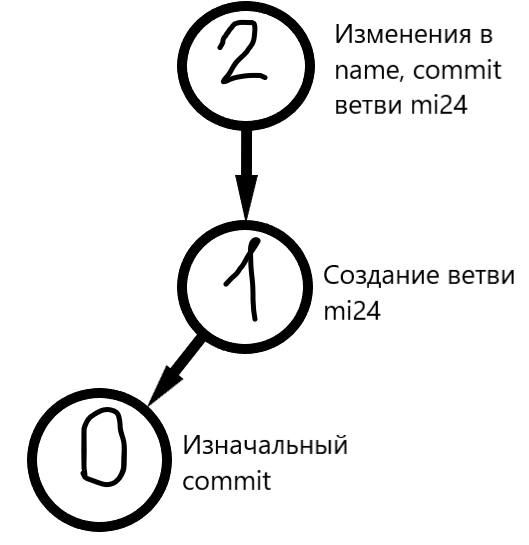 2
Изменения в
name, commit
ветви mi24
1
Создание ветви
mi24
0
Изначальный
commit